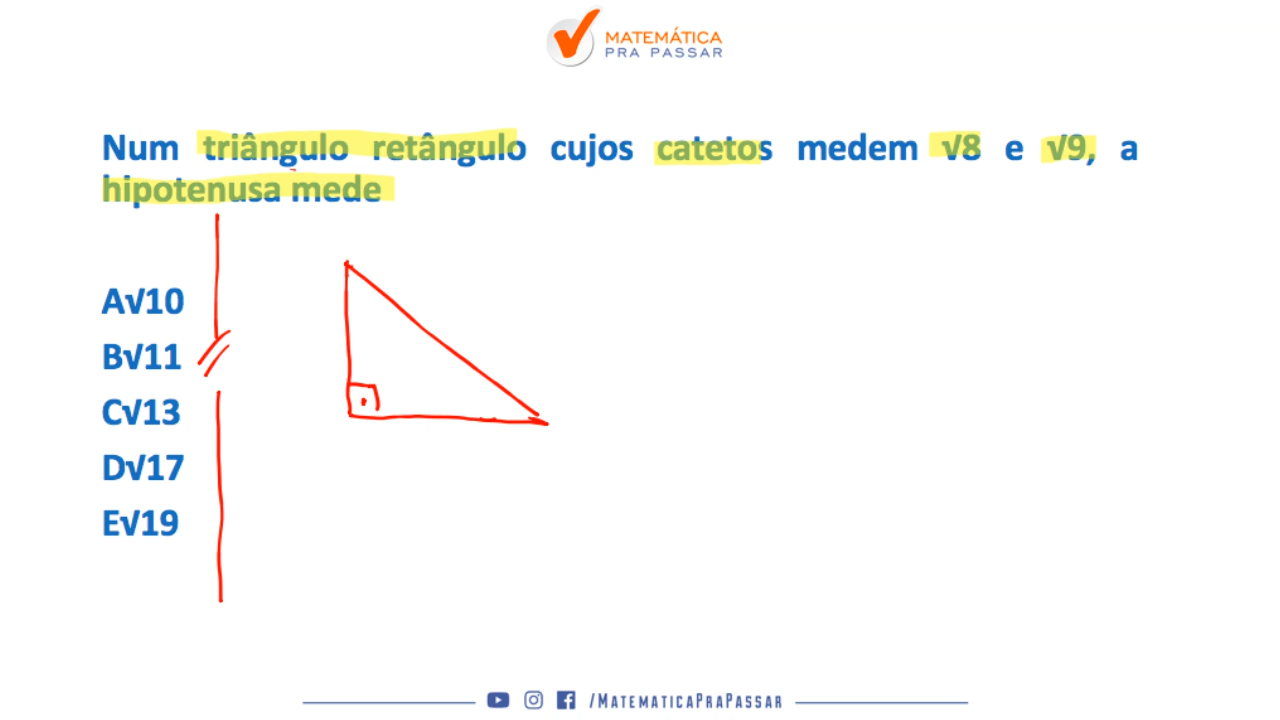 MATEMÁTICA
PRA PASSAR
Num triângulo retângulo cujos catetos medem √8 e √9, a
hipotenusa mede
A√10
B√11
C√13
D√17
E√19
/MATEMATICAPRAPASSAR